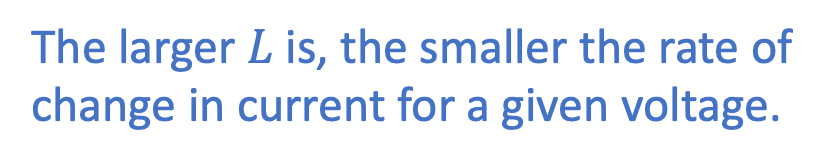 The larger L is, the smaller the rate of
change in current for a given voltage.